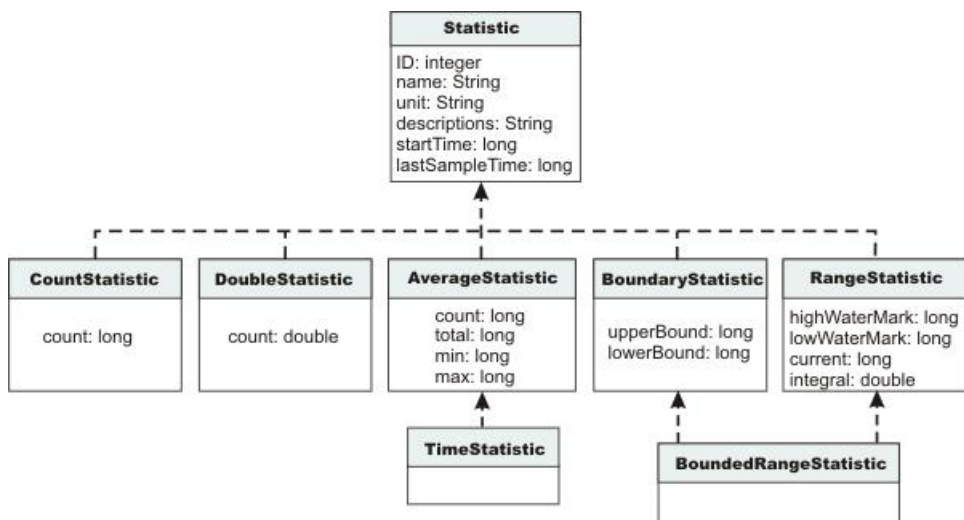 Statistic
ID: integer
name: String
unit: String
descriptions: String
startTime: long
lastSampleTime: long
CountStatistic
count: long
DoubleStatistic
count: double
AverageStatistic
count: long
total: long
min: long
max: long
BoundaryStatistic
upperBound: long
lowerBound: long
RangeStatistic
highWaterMark: long
lowWaterMark: long
current: long
integral: double
TimeStatistic
BoundedRangeStatistic